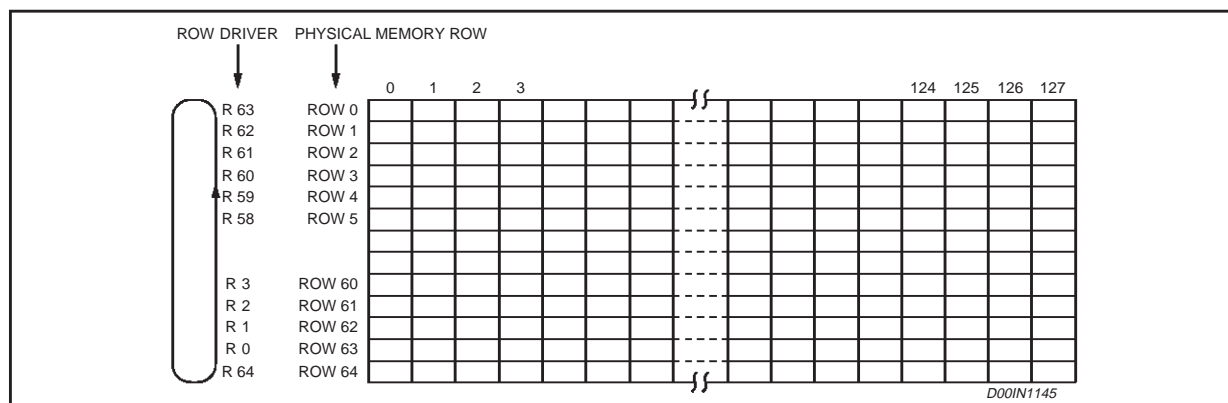 ROW DRIVER PHYSICAL MEMORY ROW
0 1 2 3 124 125 126 127
R 63 ROW 0
R 62 ROW 1
R 61 ROW 2
R 60 ROW 3
R 59 ROW 4
R 58 ROW 5
R 3 ROW 60
R 2 ROW 61
R 1 ROW 62
R 0 ROW 63
R 64 ROW 64
D00IN1145